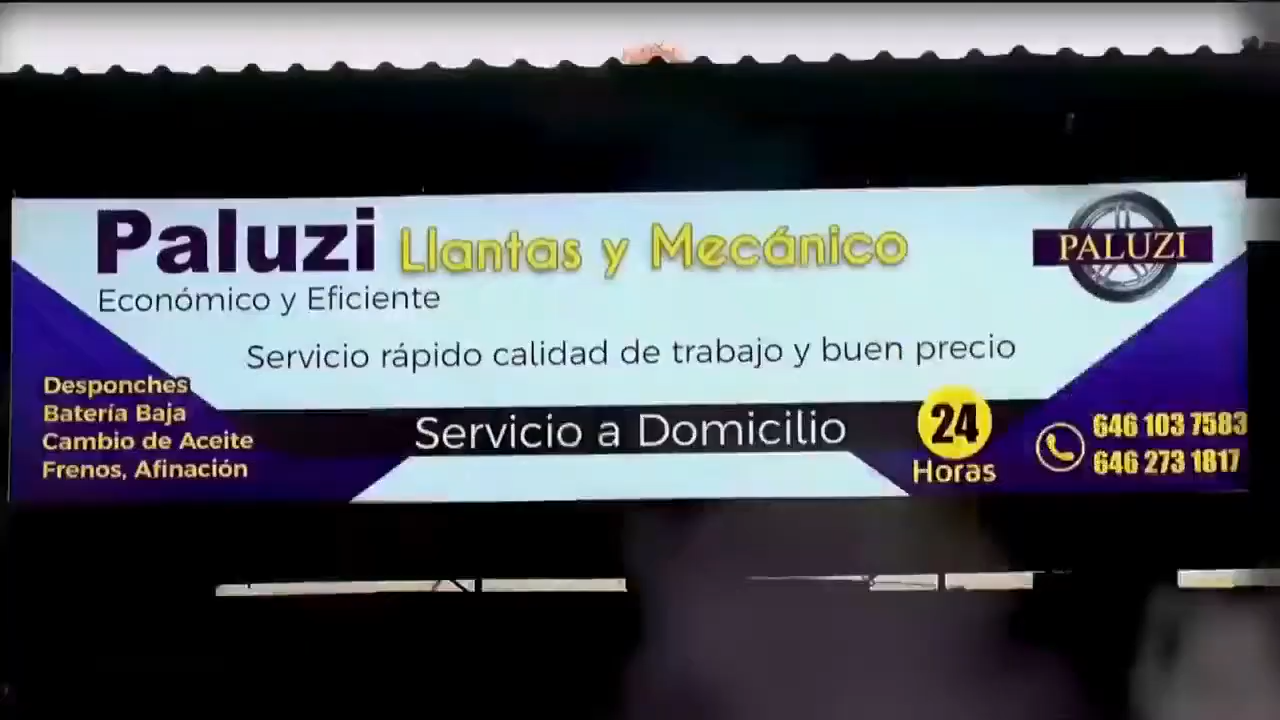 Paluzi Llantas y Mecánico
Económico y Eficiente
PALUZI
Servicio rápido calidad de trabajo y buen precio
Desponches
Batería Baja
Cambio de Aceite
Frenos, Afinación
Servicio a Domicilio
24
Horas
646 103 7583
646 273 1817